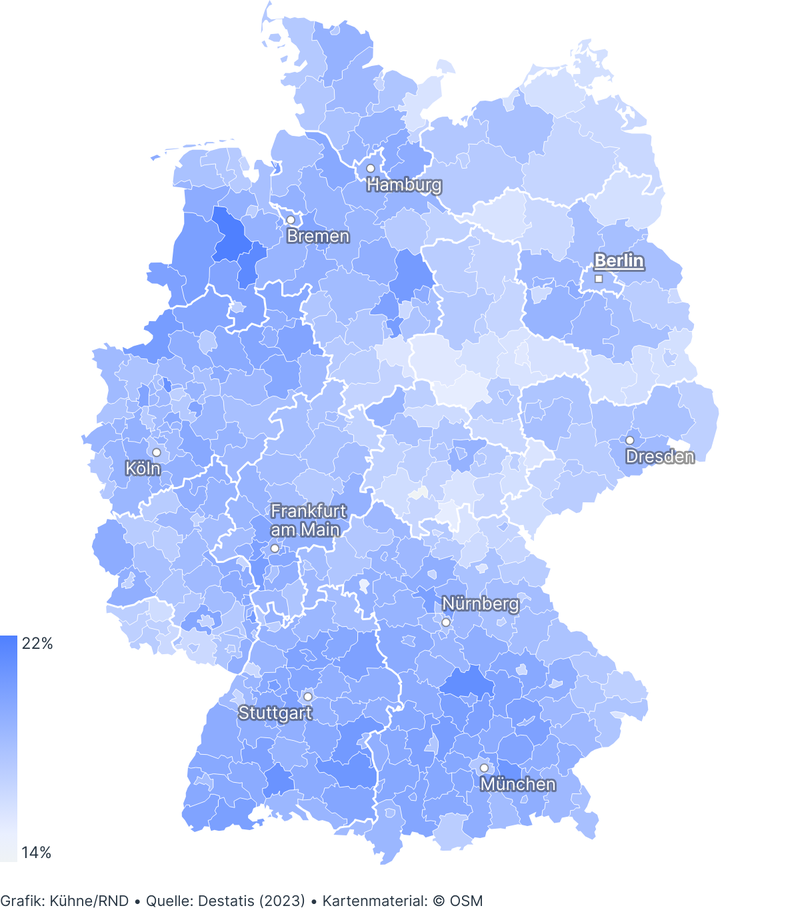 Hamburg
Bremen
Berlin
Köln
Dresden
Frankfurt
am Main
Nürnberg
22%
Stuttgart
München
14%
Grafik: Kühne/RND • Quelle: Destatis (2023) • Kartenmaterial: © OSM